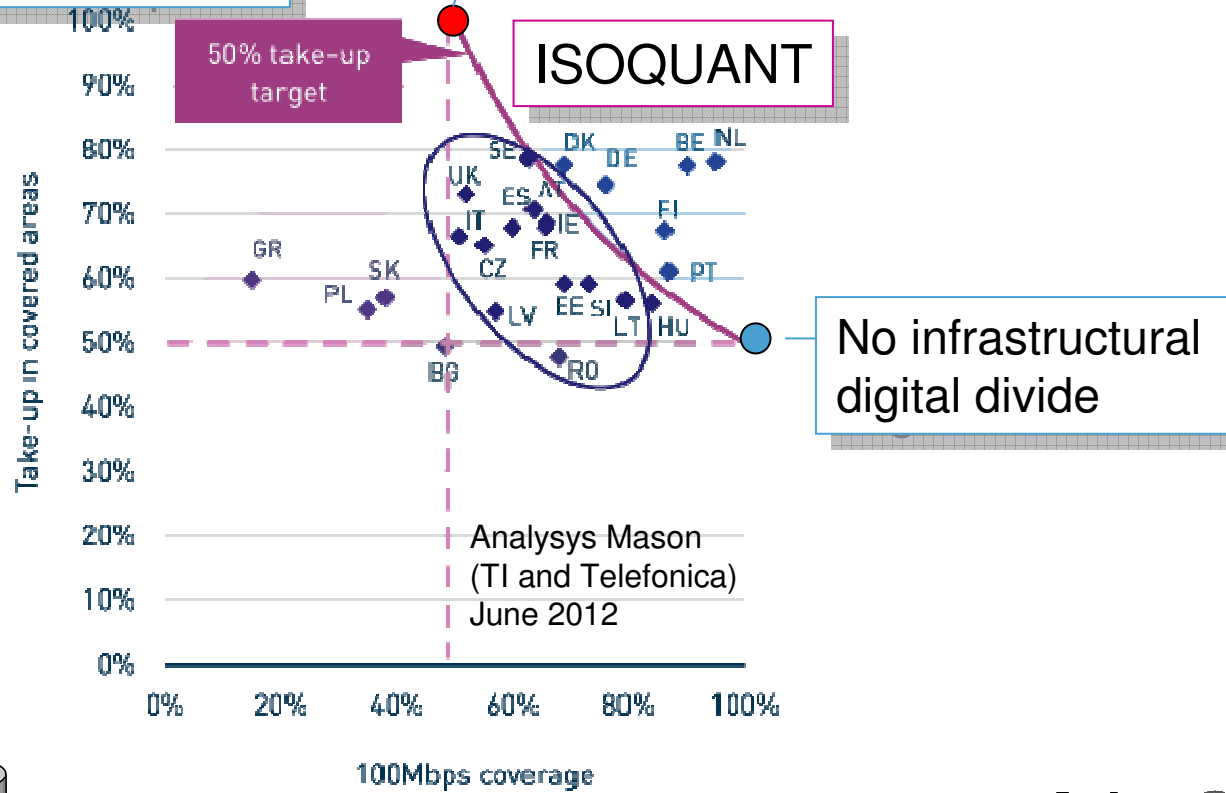 100%
50% take-up
target
ISOQUANT
90%
80%
SE
DK
DE
BE
NL
UK
ES
AT
70%
IT
IE
FI
GR
CZ
FR
SK
PT
60%
PL
LV
EE
SI
LT
HU
50%
BG
RO
No infrastructural
digital divide
40%
30%
20%
10%
0%
Take-up in covered areas
Analysys Mason
(TI and Telefonica)
June 2012
0%
20%
40%
60%
80%
100%
100Mbps coverage